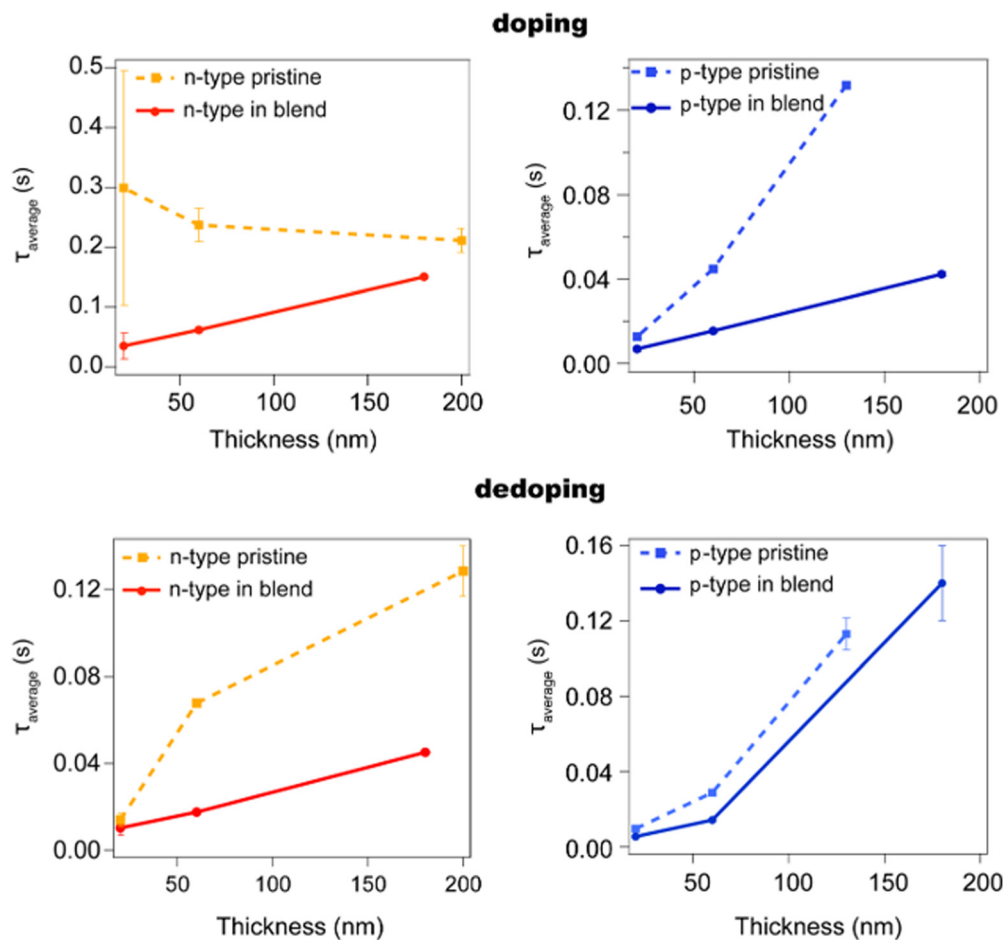 doping
n-type pristine
n-type in blend
0.5
0.4
0.3
0.2
0.1
0.0
τaverage (s)
50
100
150
200
Thickness (nm)
p-type pristine
p-type in blend
0.12
0.08
0.04
0.00
τaverage (s)
50
100
150
200
Thickness (nm)
dedoping
n-type pristine
n-type in blend
0.12
0.08
0.04
0.00
τaverage (s)
50
100
150
200
Thickness (nm)
p-type pristine
p-type in blend
0.16
0.12
0.08
0.04
0.00
τaverage (s)
50
100
150
200
Thickness (nm)